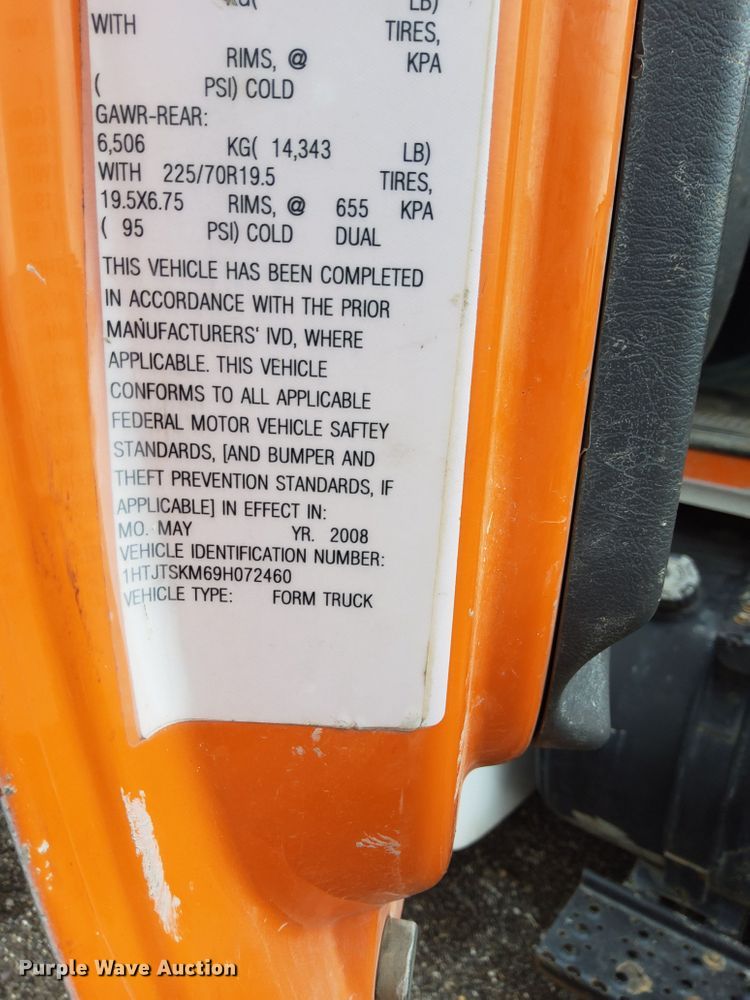 KG( LB)
WITH TIRES,
RIMS, @ KPA
( PSI) COLD
GAWR-REAR:
6,506 KG( 14,343 LB)
WITH 225/70R19.5 TIRES,
19.5X6.75 RIMS, @ 655 KPA
( 95 PSI) COLD DUAL
THIS VEHICLE HAS BEEN COMPLETED
IN ACCORDANCE WITH THE PRIOR
MANUFACTURERS' IVD, WHERE
APPLICABLE. THIS VEHICLE
CONFORMS TO ALL APPLICABLE
FEDERAL MOTOR VEHICLE SAFTEY
STANDARDS, [AND BUMPER AND
THEFT PREVENTION STANDARDS, IF
APPLICABLE] IN EFFECT IN:
MO. MAY YR. 2008
VEHICLE IDENTIFICATION NUMBER:
1HTJTSKM69H072460
VEHICLE TYPE: FORM TRUCK
Purple Wave Auction